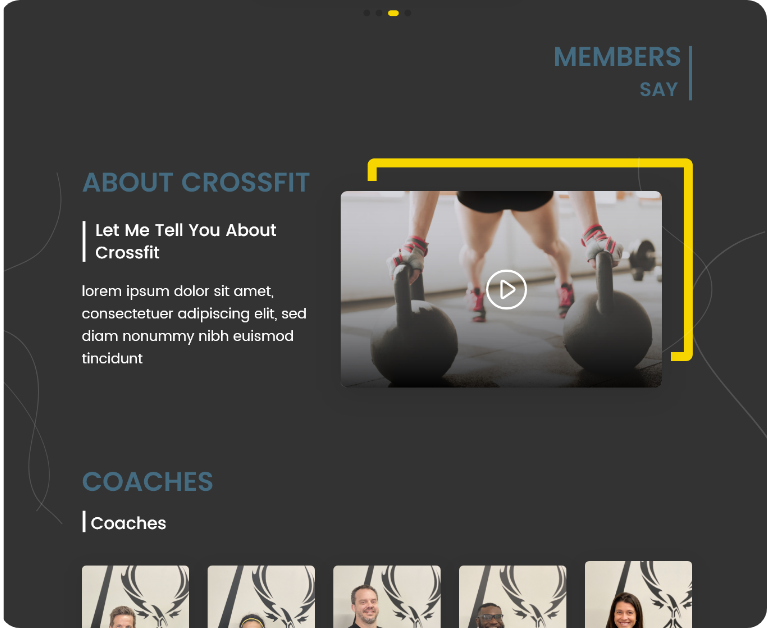 MEMBERS
SAY
ABOUT CROSSFIT
Let Me Tell You About
Crossfit
lorem ipsum dolor sit amet,
consectetuer adipiscing elit, sed
diam nonummy nibh euismod
tincidunt
COACHES
Coaches